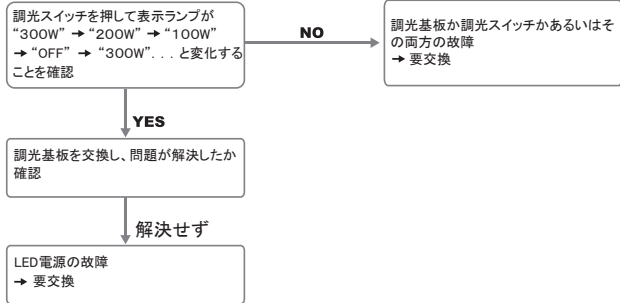 調光スイッチを押して表示ランプが
“300W” → “200W” → “100W”
→ “OFF” → “300W”. . . と変化する
ことを確認
NO
調光基板か調光スイッチかあるいはそ
の両方の故障
→ 要交換
YES
調光基板を交換し、問題が解決したか
確認
解決せず
LED電源の故障
→ 要交換